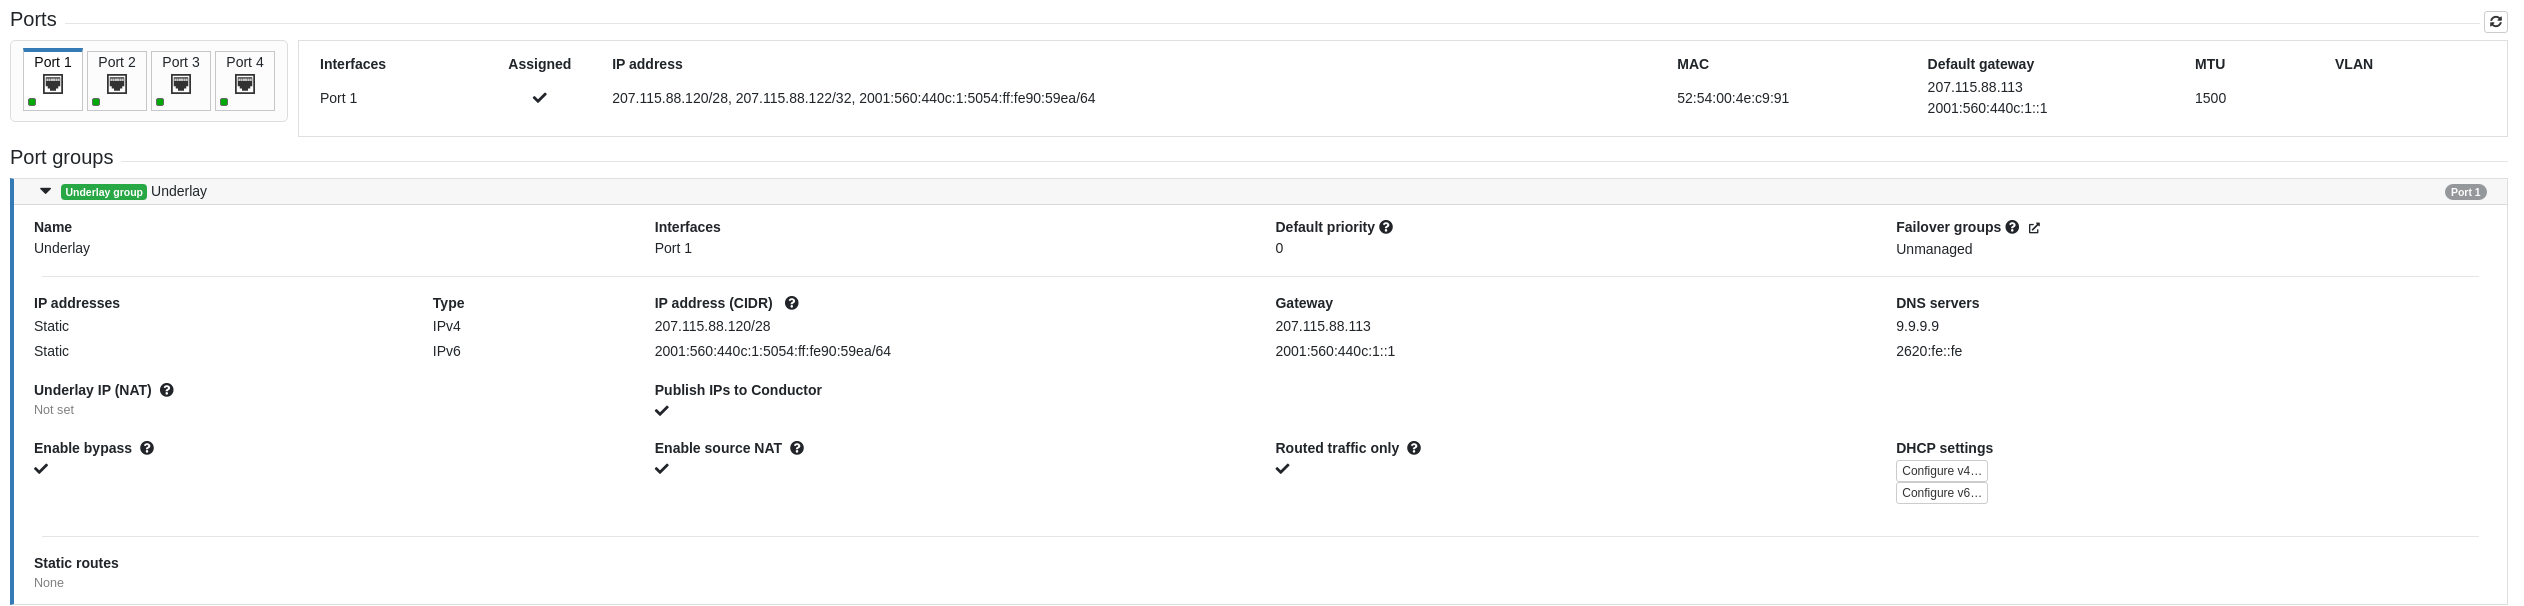 Ports
Port 1 Port 2 Port 3 Port 4
Interfaces Assigned IP address MAC Default gateway MTU VLAN
Port 1 207.115.88.120/28, 207.115.88.122/32, 2001:560:440c:1:5054:ff:fe90:59ea/64 52:54:00:4e:c9:91 207.115.88.113 1500
2001:560:440c:1::1
Port groups
Underlay group Underlay Port 1
Name Interfaces Default priority Failover groups
Underlay Port 1 0 Unmanaged
IP addresses Type IP address (CIDR) Gateway DNS servers
Static IPv4 207.115.88.120/28 207.115.88.113 9.9.9.9
Static IPv6 2001:560:440c:1:5054:ff:fe90:59ea/64 2001:560:440c:1::1 2620:fe::fe
Underlay IP (NAT) Publish IPs to Conductor
Not set
Enable bypass Enable source NAT Routed traffic only DHCP settings
Configure v4...
Configure v6...
Static routes
None